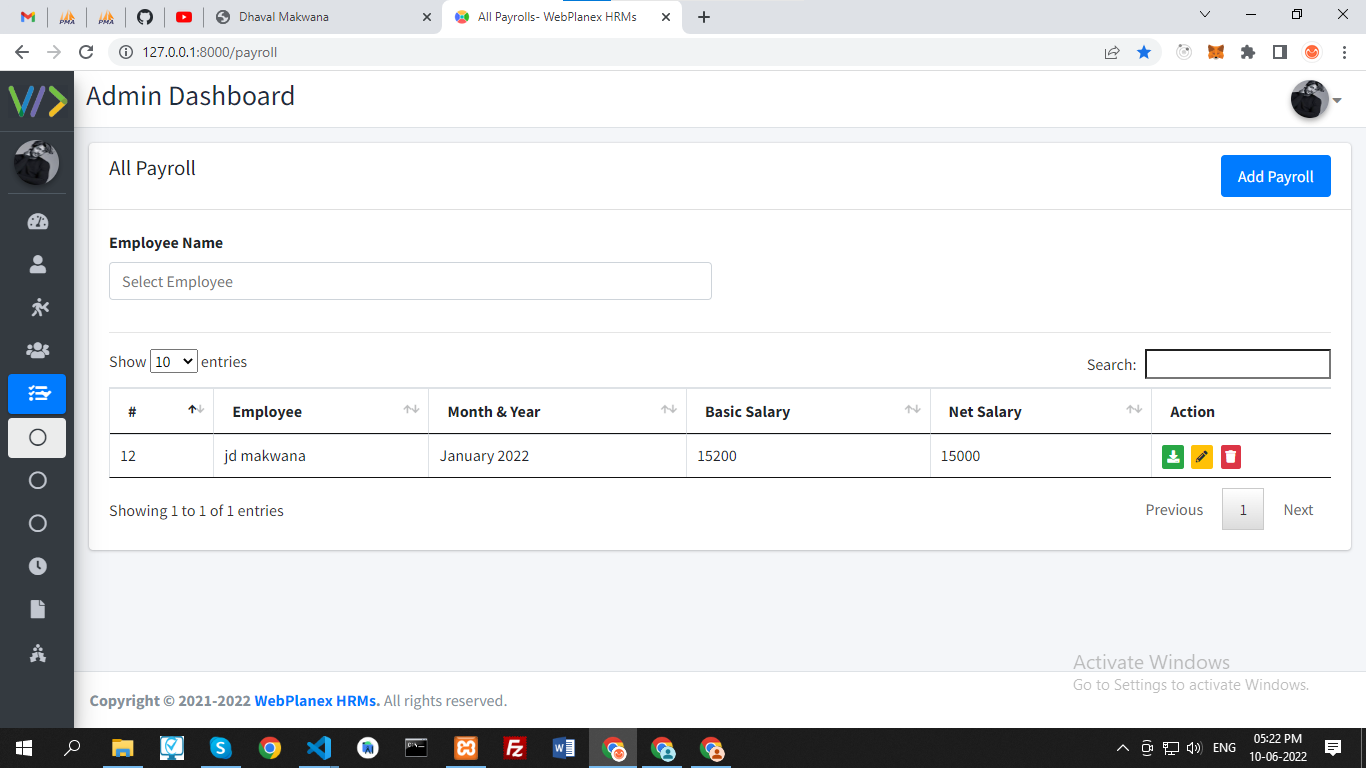 Dhaval Makwana
All Payrolls- WebPlanex HRMs
127.0.0.1:8000/payroll
Admin Dashboard
All Payroll
Add Payroll
Employee Name
Select Employee
Show 10 entries
Search:
# Employee Month & Year Basic Salary Net Salary Action
12 jd makwana January 2022 15200 15000
Showing 1 to 1 of 1 entries
Previous 1 Next
Activate Windows
Go to Settings to activate Windows.
Copyright © 2021-2022 WebPlanex HRMs. All rights reserved.
ENG
05:22 PM
10-06-2022